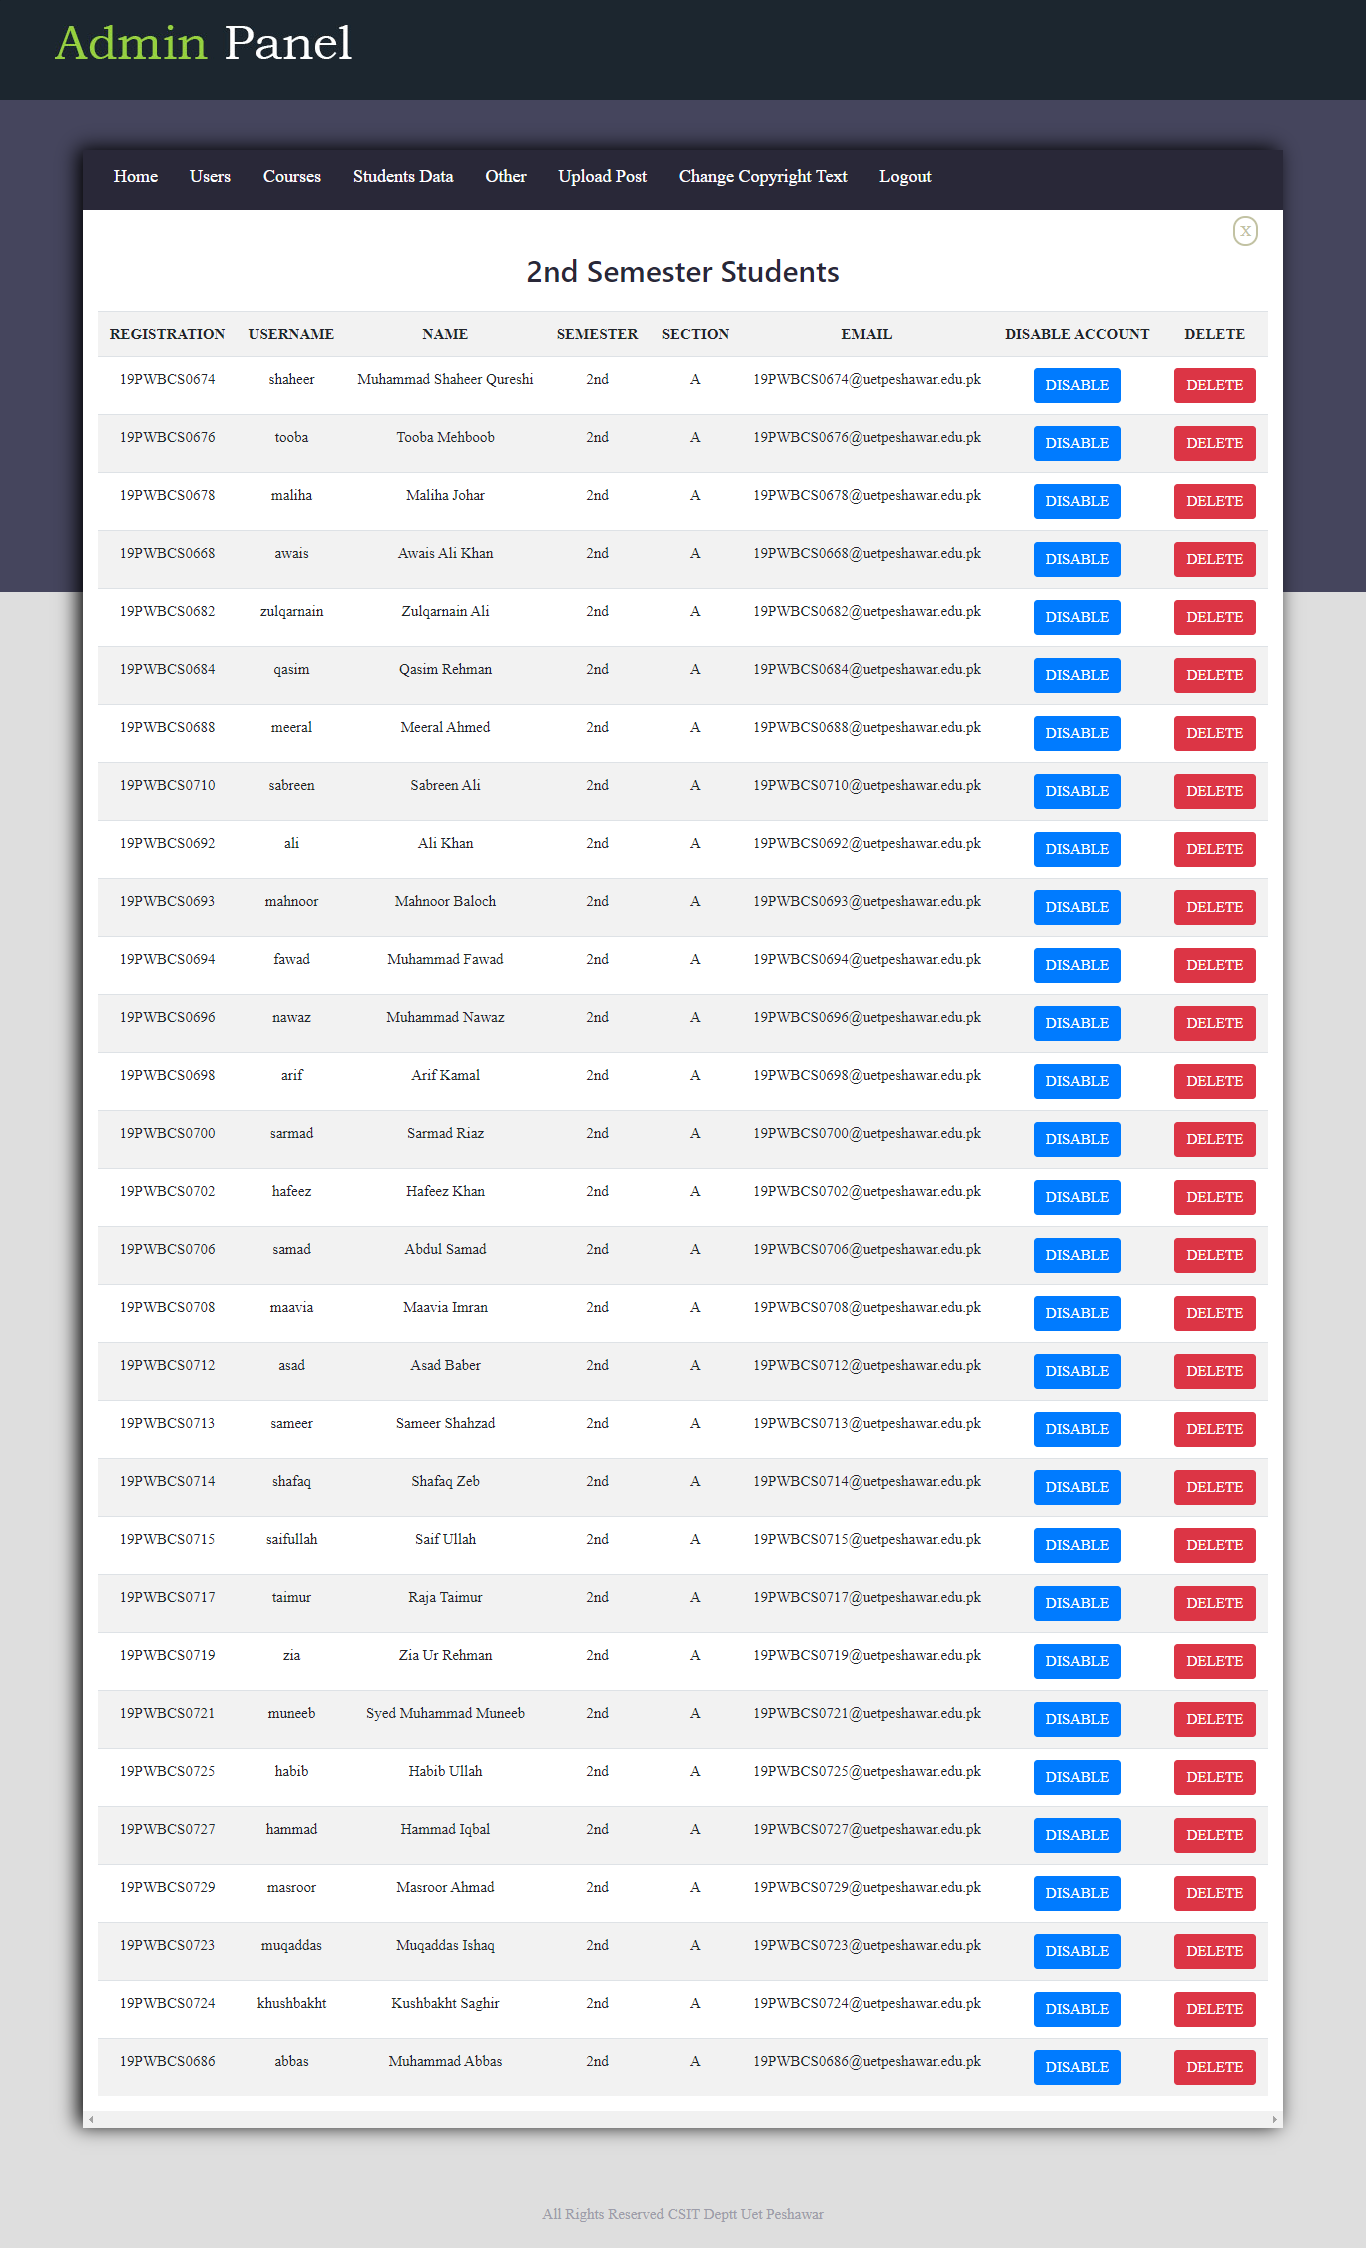 Admin Panel
Home Users Courses Students Data Other Upload Post Change Copyright Text Logout
X
2nd Semester Students
REGISTRATION USERNAME NAME SEMESTER SECTION EMAIL DISABLE ACCOUNT DELETE
19PWBCS0674 shaheer Muhammad Shaheer Qureshi 2nd A 19PWBCS0674@uetpeshawar.edu.pk DISABLE DELETE
19PWBCS0676 tooba Tooba Mehboob 2nd A 19PWBCS0676@uetpeshawar.edu.pk DISABLE DELETE
19PWBCS0678 maliha Maliha Johar 2nd A 19PWBCS0678@uetpeshawar.edu.pk DISABLE DELETE
19PWBCS0668 awais Awais Ali Khan 2nd A 19PWBCS0668@uetpeshawar.edu.pk DISABLE DELETE
19PWBCS0682 zulqarnain Zulqarnain Ali 2nd A 19PWBCS0682@uetpeshawar.edu.pk DISABLE DELETE
19PWBCS0684 qasim Qasim Rehman 2nd A 19PWBCS0684@uetpeshawar.edu.pk DISABLE DELETE
19PWBCS0688 meeral Meeral Ahmed 2nd A 19PWBCS0688@uetpeshawar.edu.pk DISABLE DELETE
19PWBCS0710 sabreen Sabreen Ali 2nd A 19PWBCS0710@uetpeshawar.edu.pk DISABLE DELETE
19PWBCS0692 ali Ali Khan 2nd A 19PWBCS0692@uetpeshawar.edu.pk DISABLE DELETE
19PWBCS0693 mahnoor Mahnoor Baloch 2nd A 19PWBCS0693@uetpeshawar.edu.pk DISABLE DELETE
19PWBCS0694 fawad Muhammad Fawad 2nd A 19PWBCS0694@uetpeshawar.edu.pk DISABLE DELETE
19PWBCS0696 nawaz Muhammad Nawaz 2nd A 19PWBCS0696@uetpeshawar.edu.pk DISABLE DELETE
19PWBCS0698 arif Arif Kamal 2nd A 19PWBCS0698@uetpeshawar.edu.pk DISABLE DELETE
19PWBCS0700 sarmad Sarmad Riaz 2nd A 19PWBCS0700@uetpeshawar.edu.pk DISABLE DELETE
19PWBCS0702 hafeez Hafeez Khan 2nd A 19PWBCS0702@uetpeshawar.edu.pk DISABLE DELETE
19PWBCS0706 samad Abdul Samad 2nd A 19PWBCS0706@uetpeshawar.edu.pk DISABLE DELETE
19PWBCS0708 maavia Maavia Imran 2nd A 19PWBCS0708@uetpeshawar.edu.pk DISABLE DELETE
19PWBCS0712 asad Asad Baber 2nd A 19PWBCS0712@uetpeshawar.edu.pk DISABLE DELETE
19PWBCS0713 sameer Sameer Shahzad 2nd A 19PWBCS0713@uetpeshawar.edu.pk DISABLE DELETE
19PWBCS0714 shafaq Shafaq Zeb 2nd A 19PWBCS0714@uetpeshawar.edu.pk DISABLE DELETE
19PWBCS0715 saifullah Saif Ullah 2nd A 19PWBCS0715@uetpeshawar.edu.pk DISABLE DELETE
19PWBCS0717 taimur Raja Taimur 2nd A 19PWBCS0717@uetpeshawar.edu.pk DISABLE DELETE
19PWBCS0719 zia Zia Ur Rehman 2nd A 19PWBCS0719@uetpeshawar.edu.pk DISABLE DELETE
19PWBCS0721 muneeb Syed Muhammad Muneeb 2nd A 19PWBCS0721@uetpeshawar.edu.pk DISABLE DELETE
19PWBCS0725 habib Habib Ullah 2nd A 19PWBCS0725@uetpeshawar.edu.pk DISABLE DELETE
19PWBCS0727 hammad Hammad Iqbal 2nd A 19PWBCS0727@uetpeshawar.edu.pk DISABLE DELETE
19PWBCS0729 masroor Masroor Ahmad 2nd A 19PWBCS0729@uetpeshawar.edu.pk DISABLE DELETE
19PWBCS0723 muqaddas Muqaddas Ishaq 2nd A 19PWBCS0723@uetpeshawar.edu.pk DISABLE DELETE
19PWBCS0724 khushbakht Kushbakht Saghir 2nd A 19PWBCS0724@uetpeshawar.edu.pk DISABLE DELETE
19PWBCS0686 abbas Muhammad Abbas 2nd A 19PWBCS0686@uetpeshawar.edu.pk DISABLE DELETE
All Rights Reserved CSIT Deptt Uet Peshawar